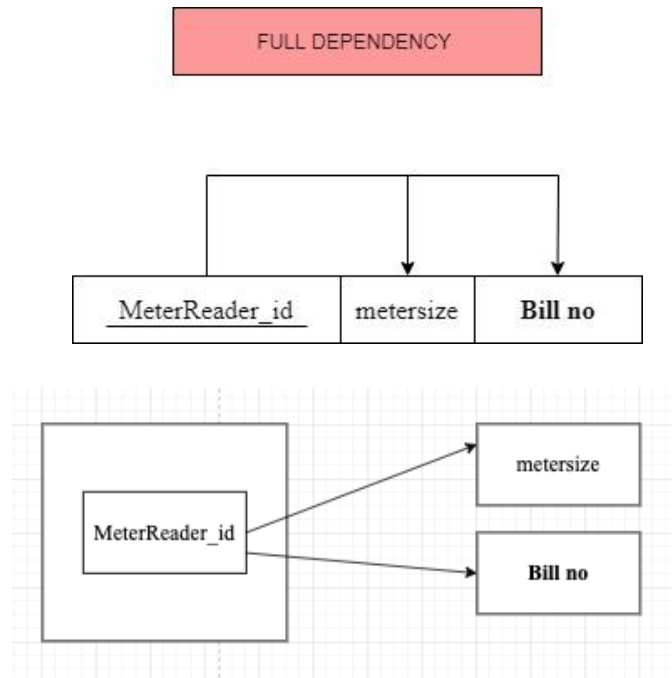 FULL DEPENDENCY
MeterReader_id metersize Bill no
metersize
MeterReader_id
Bill no